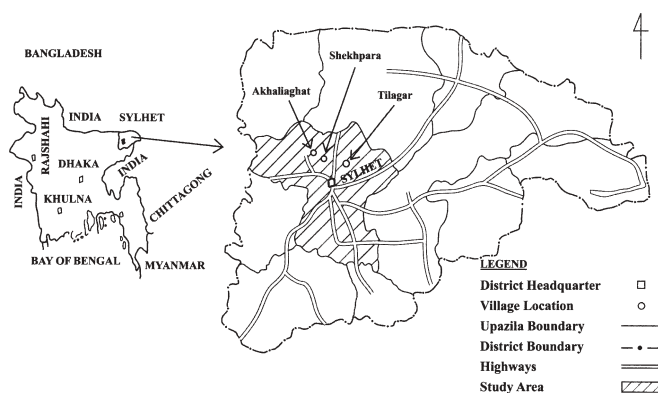 BANGLADESH
INDIA
SYLHET
RAJSHAHI
DHAKA
INDIA
INDIA
KHULNA
CHITTAGONG
BAY OF BENGAL
MYANMAR
Shekhpara
Akhaliaghat
Tilagar
SYLHET
LEGEND
District Headquarter
Village Location
Upazila Boundary
District Boundary
Highways
Study Area